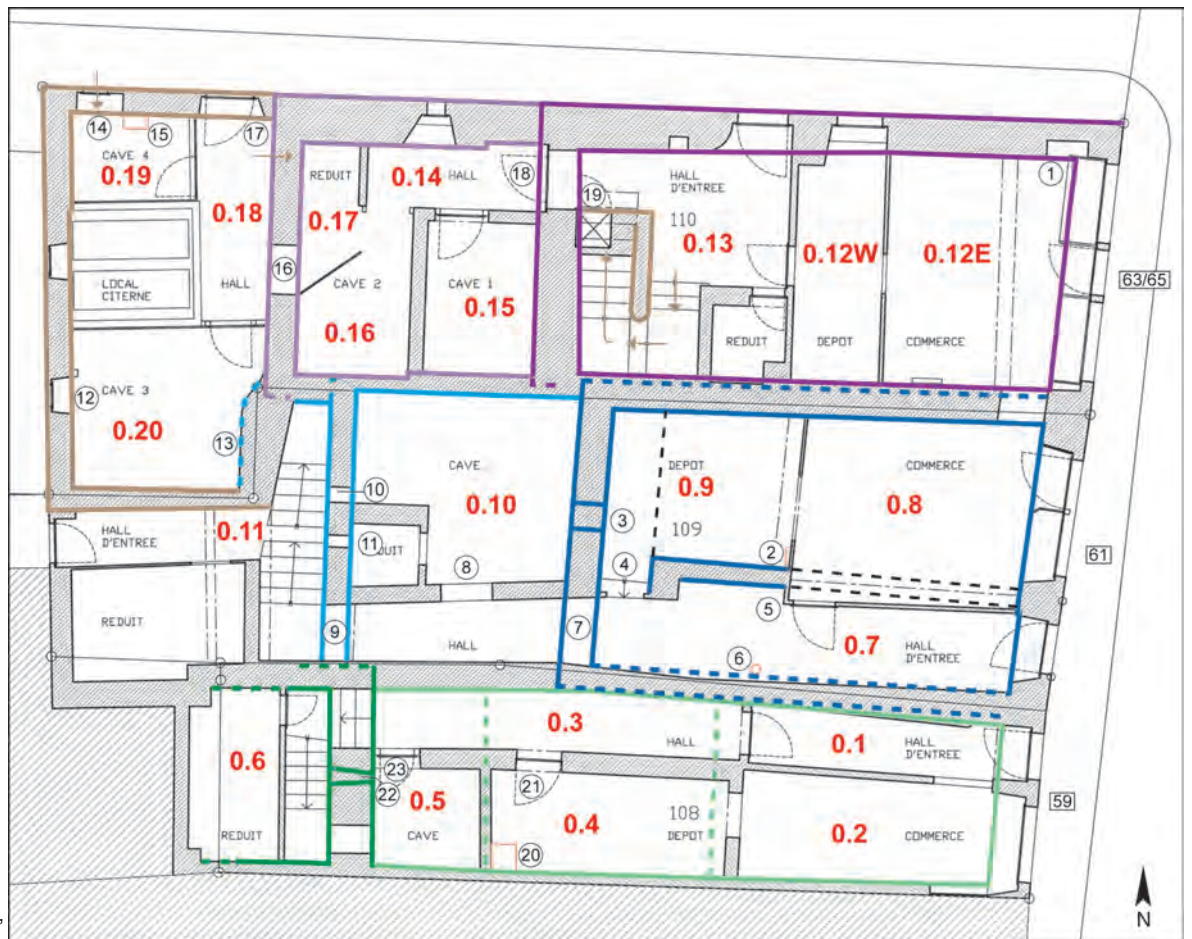 14
15
17
CAVE 4
0.19
0.18
LOCAL
CITERNE
HALL
CAVE 3
12
0.20
13
REDUIT
0.14
HALL
18
0.17
16
CAVE 2
0.16
CAVE 1
0.15
19
HALL
D'ENTREE
110
0.13
REDUIT
0.12W
DEPOT
0.12E
COMMERCE
1
63/65
CAVE
0.10
10
11
DUIT
8
HALL
9
7
3
4
DEPOT
0.9
109
2
5
COMMERCE
0.8
61
6
0.7
HALL
D'ENTREE
HALL
D'ENTREE
0.11
REDUIT
0.6
REDUIT
0.3
HALL
0.1
HALL
D'ENTREE
23
22
0.5
CAVE
21
0.4
108
DEPOT
20
0.2
COMMERCE
59
N
,